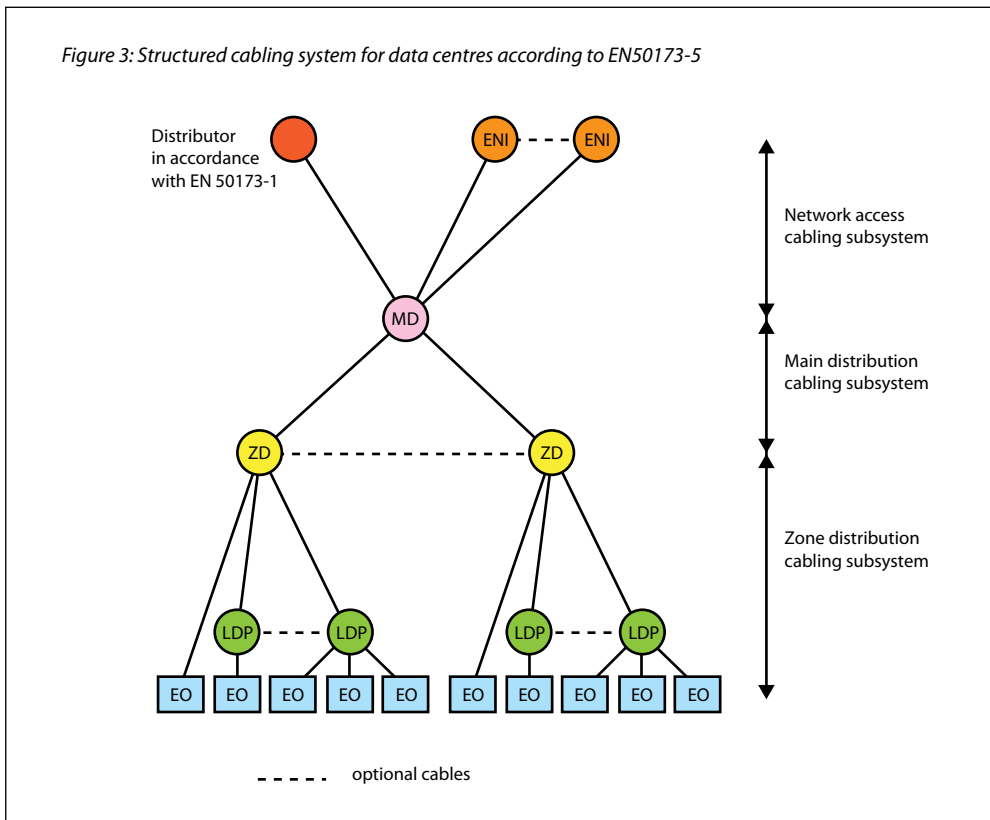 Figure 3: Structured cabling system for data centres according to EN50173-5
Distributor
in accordance
with EN 50173-1
ENI
ENI
Network access
cabling subsystem
MD
Main distribution
cabling subsystem
ZD
ZD
Zone distribution
cabling subsystem
LDP
LDP
LDP
LDP
EO
EO
EO
EO
EO
EO
EO
EO
EO
EO
optional cables